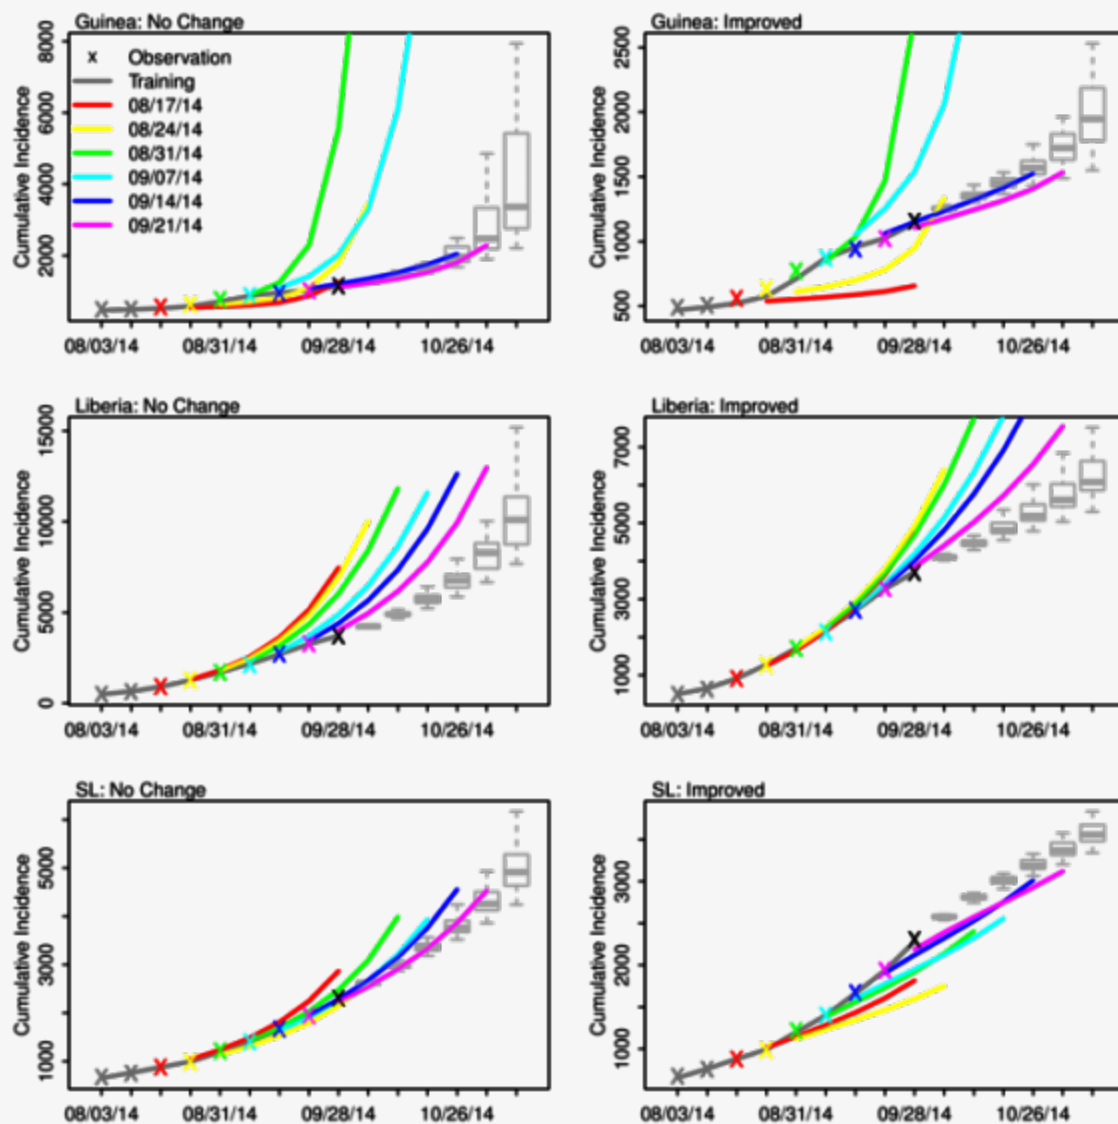 Guinea: No Change
Cumulative Incidence
8000
6000
4000
2000
x Observation
Training
08/17/14
08/24/14
08/31/14
09/07/14
09/14/14
09/21/14
08/03/14 08/31/14 09/28/14 10/26/14
Guinea: Improved
Cumulative Incidence
2500
2000
1500
1000
500
08/03/14 08/31/14 09/28/14 10/26/14
Liberia: No Change
Cumulative Incidence
15000
10000
5000
0
08/03/14 08/31/14 09/28/14 10/26/14
Liberia: Improved
Cumulative Incidence
7000
5000
3000
1000
08/03/14 08/31/14 09/28/14 10/26/14
SL: No Change
Cumulative Incidence
5000
3000
1000
08/03/14 08/31/14 09/28/14 10/26/14
SL: Improved
Cumulative Incidence
3000
2000
1000
08/03/14 08/31/14 09/28/14 10/26/14